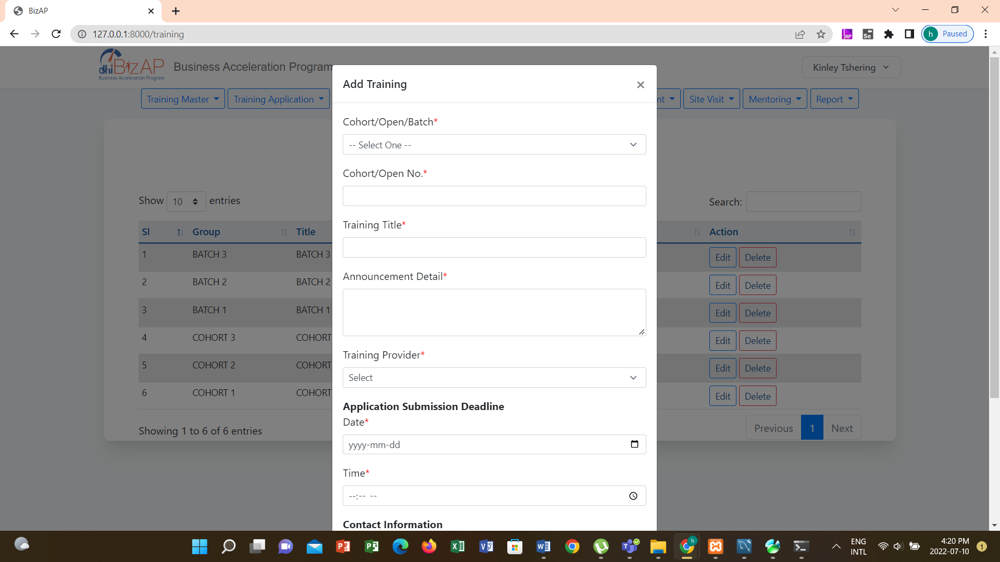 BizAP
127.0.0.1:8000/training
Se
RP
h Paused
dhi BizAP
Business Acceleration Program
Business Acceleration Program
Kinley Tshering
Training Master
Training Application
nt
Site Visit
Mentoring
Report
Add Training
Cohort/Open/Batch*
-- Select One --
Cohort/Open No.*
Training Title*
Announcement Detail*
Training Provider*
Select
Application Submission Deadline
Date*
yyyy-mm-dd
Time*
--:-- --
Contact Information
Show 10 entries
Search:
Sl Group Title Action
1 BATCH 3 BATCH 3 Edit Delete
2 BATCH 2 BATCH 2 Edit Delete
3 BATCH 1 BATCH 1 Edit Delete
4 COHORT 3 COHORT Edit Delete
5 COHORT 2 COHORT Edit Delete
6 COHORT 1 COHORT Edit Delete
Showing 1 to 6 of 6 entries
Previous 1 Next
ENG
INTL
4:20 PM
2022-07-10
1